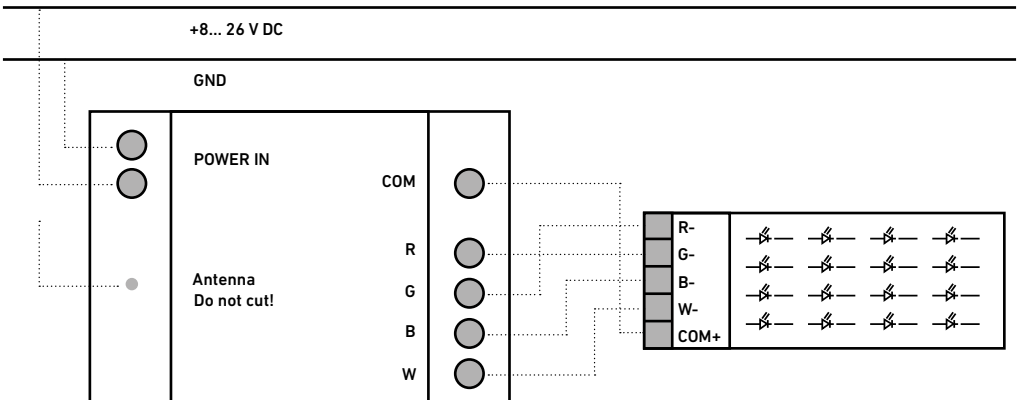 +8... 26 V DC
GND
POWER IN
COM
R
G
B
W
Antenna
Do not cut!
R-
G-
B-
W-
COM+